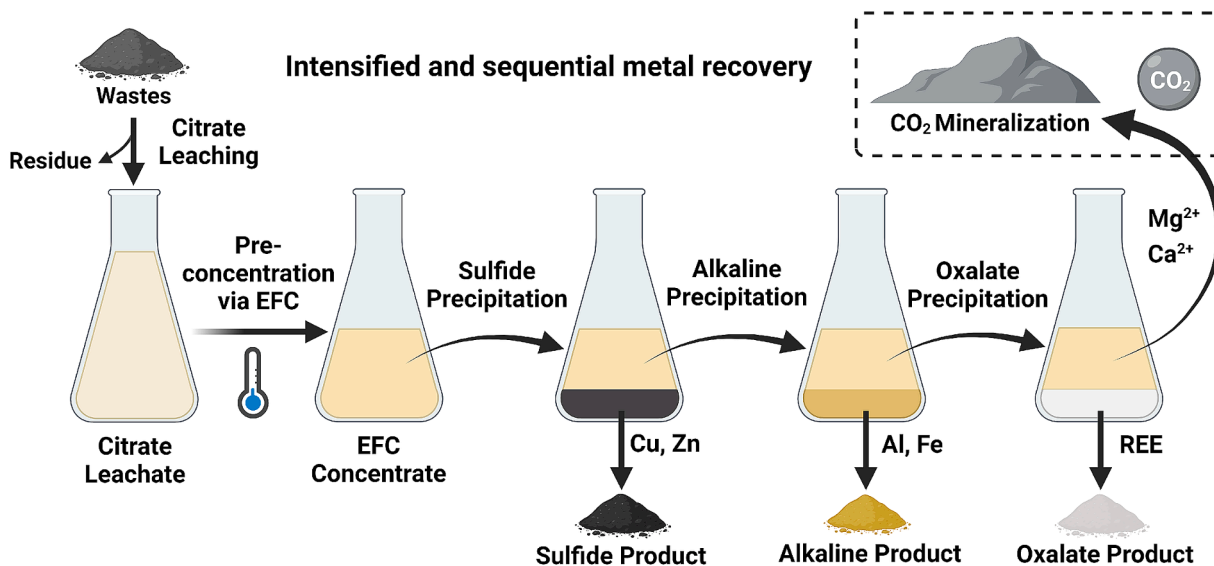 Intensified and sequential metal recovery
Wastes
Citrate
Leaching
Residue
CO₂
CO₂ Mineralization
Mg²⁺
Ca²⁺
Pre-
concentration
via EFC
Sulfide
Precipitation
Alkaline
Precipitation
Oxalate
Precipitation
Citrate
Leachate
EFC
Concentrate
Cu, Zn
Al, Fe
REE
Sulfide Product
Alkaline Product
Oxalate Product